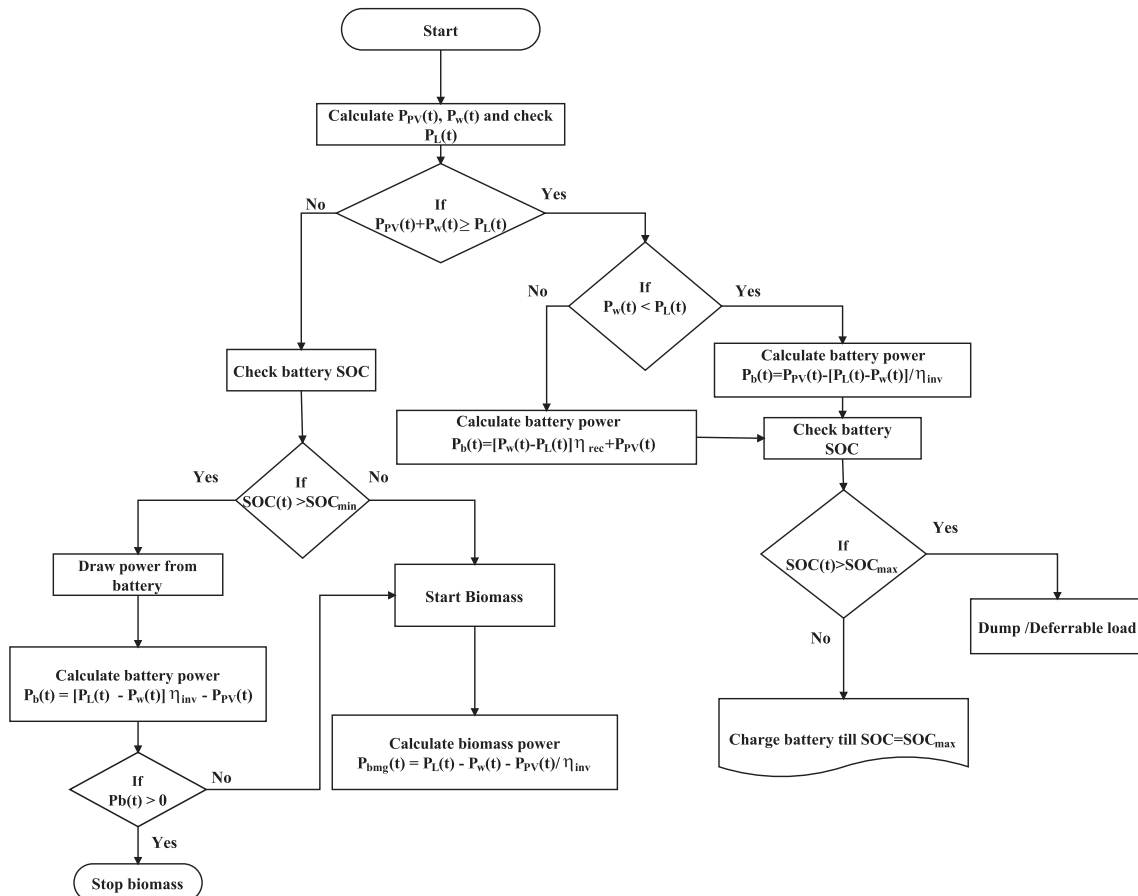 Start
Calculate P_PV(t), P_w(t) and check
P_L(t)
If
P_PV(t)+P_w(t)≥ P_L(t)
No
Yes
If
P_w(t) < P_L(t)
No
Yes
Calculate battery power
P_b(t)=P_PV(t)-[P_L(t)-P_w(t)]/η_inv
Check battery SOC
Calculate battery power
P_b(t)=[P_w(t)-P_L(t)]η_rec+P_PV(t)
Check battery
SOC
If
SOC(t) >SOC_min
Yes
No
If
SOC(t)>SOC_max
Yes
No
Draw power from
battery
Start Biomass
Dump /Deferrable load
Calculate battery power
P_b(t) = [P_L(t) - P_w(t)] η_inv - P_PV(t)
Calculate biomass power
P_bmg(t) = P_L(t) - P_w(t) - P_PV(t)/ η_inv
Charge battery till SOC=SOC_max
If
Pb(t) > 0
No
Yes
Stop biomass